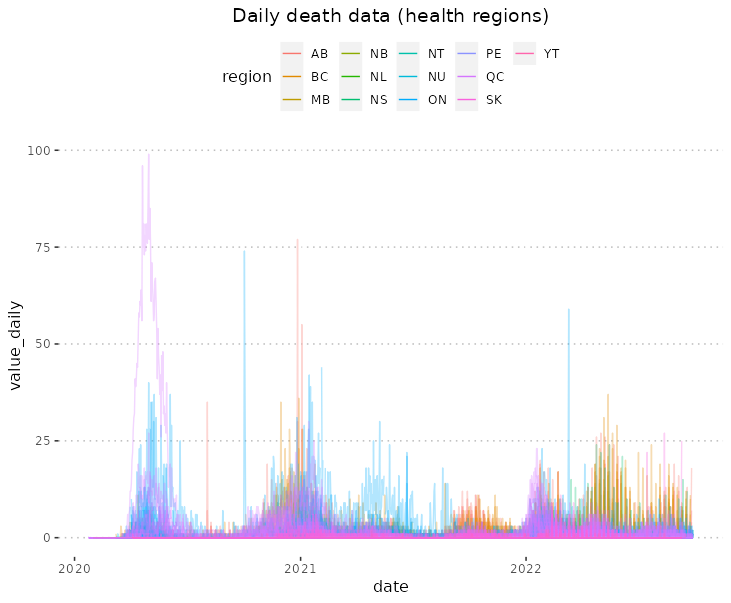 Daily death data (health regions)
region
AB NB NT PE YT
BC NL NU QC
MB NS ON SK
value_daily
100
75
50
25
0
2020 2021 2022
date